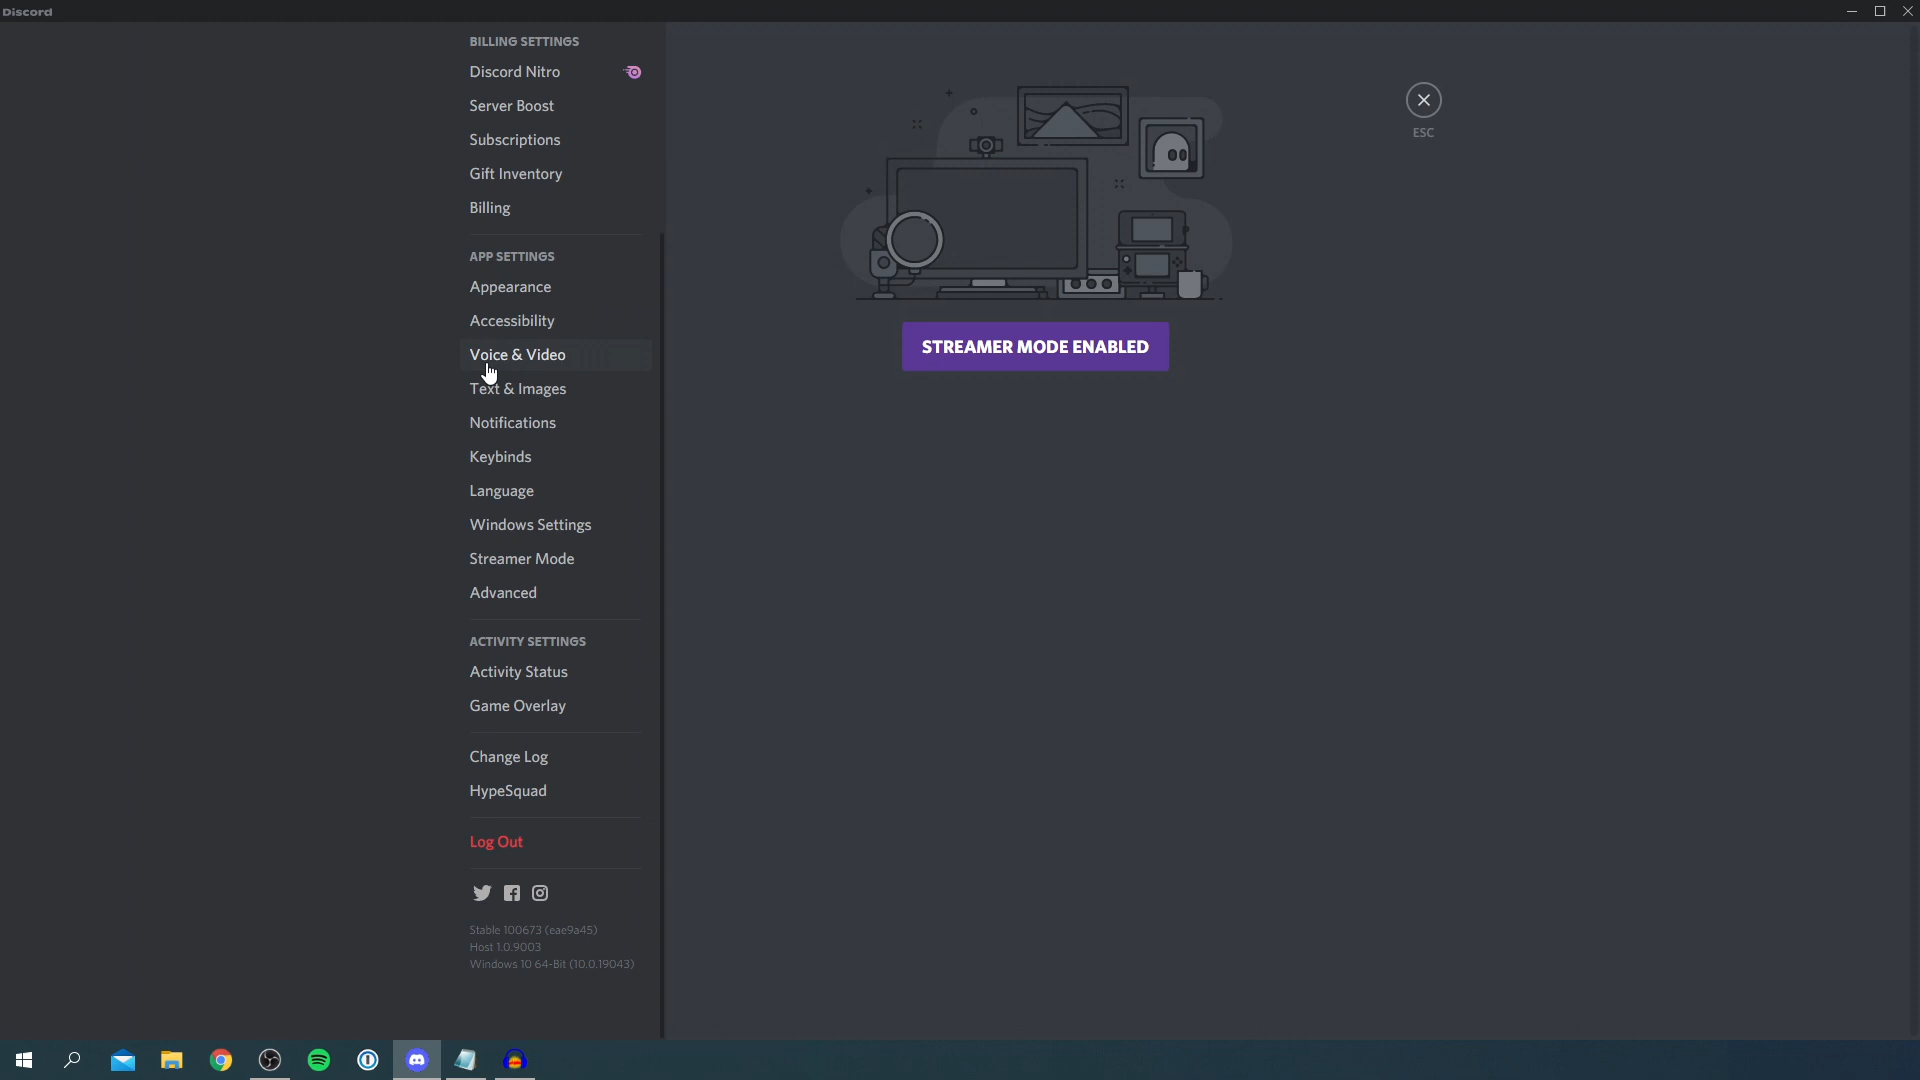 Discord
BILLING SETTINGS
Discord Nitro
Server Boost
Subscriptions
Gift Inventory
Billing
APP SETTINGS
Appearance
Accessibility
Voice & Video
Text & Images
Notifications
Keybinds
Language
Windows Settings
Streamer Mode
Advanced
ACTIVITY SETTINGS
Activity Status
Game Overlay
Change Log
HypeSquad
Log Out
Stable 100673 (eae9a45)
Host 1.0.9003
Windows 10 64-Bit (10.0.19043)
STREAMER MODE ENABLED
ESC